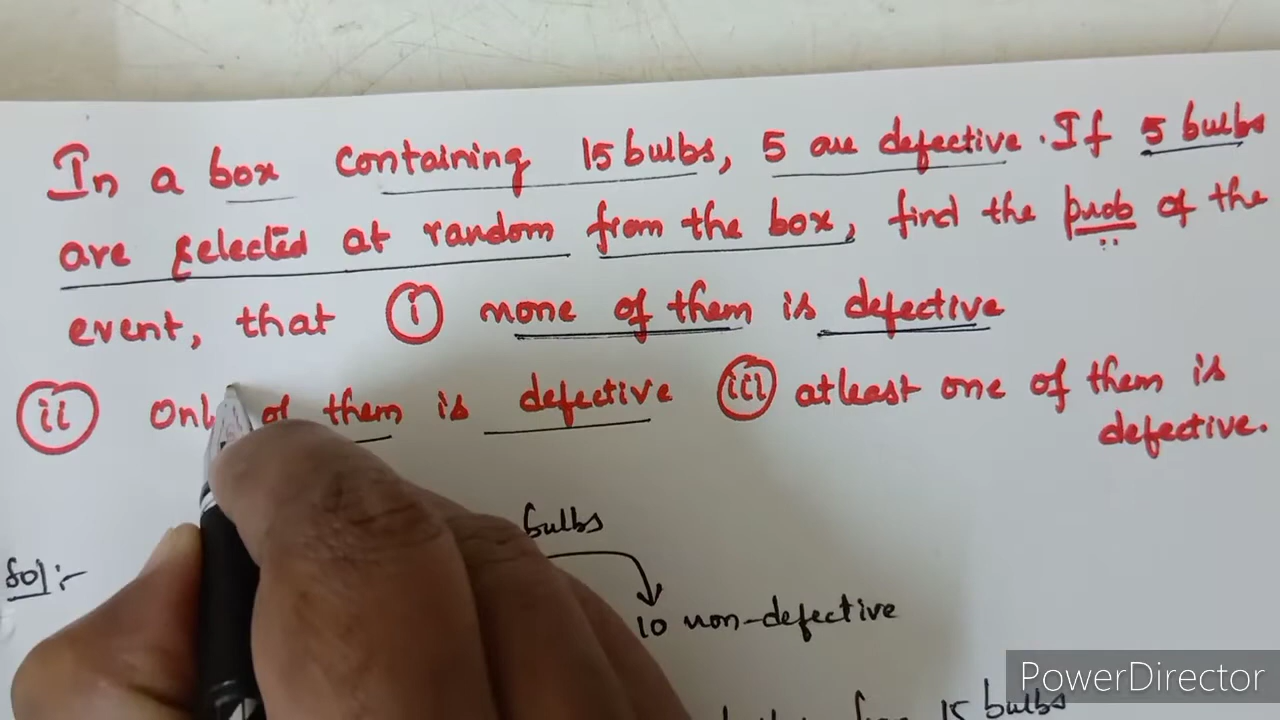 In a box containing 15 bulbs, 5 are defective. If 5 bulbs
are selected at random from the box, find the prob of the
event, that (i) none of them is defective
(ii) of them is defective (iii) atleast one of them is
defective.
bulbs
Sol:-
10 non-defective
15 bulbs
PowerDirector